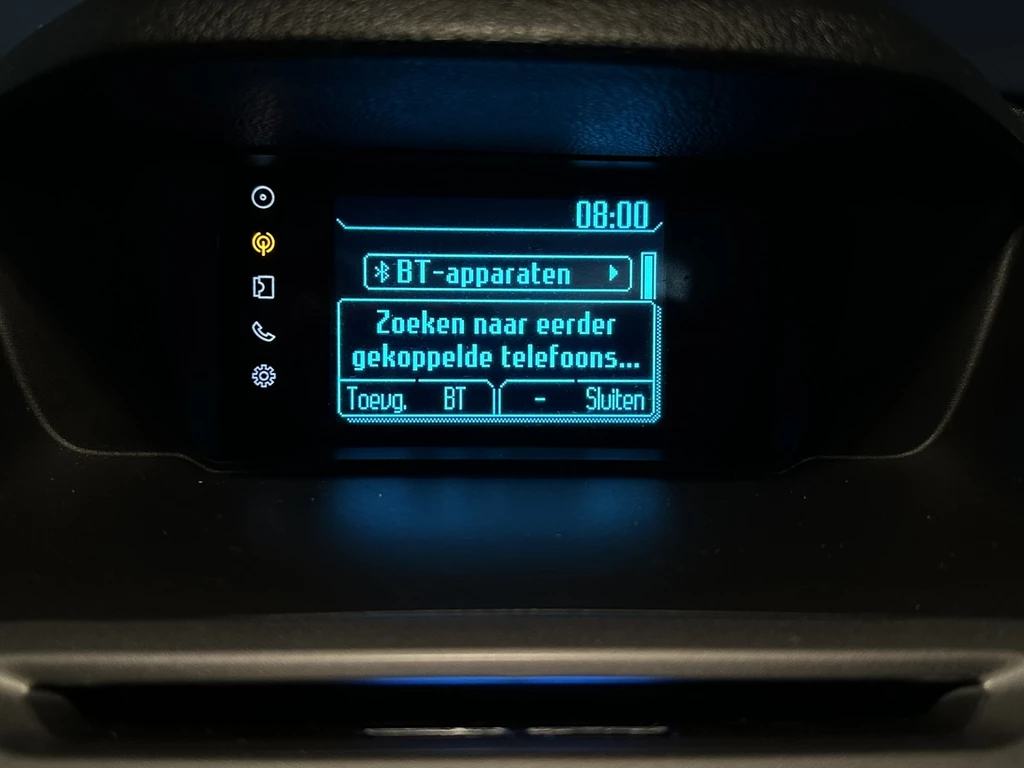 08:00
BT-apparaten
Zoeken naar eerder
gekoppelde telefoons...
Toevg. BT - Sluiten